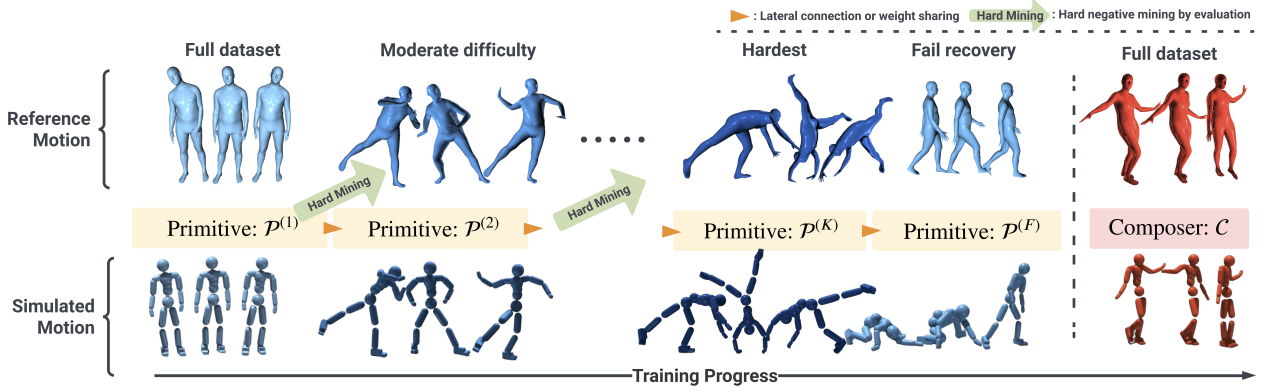 : Lateral connection or weight sharing
Hard Mining
: Hard negative mining by evaluation
Full dataset
Moderate difficulty
Hardest
Fail recovery
Full dataset
Reference
Motion
Hard Mining
Hard Mining
Primitive: 𝒫⁽¹⁾
Primitive: 𝒫⁽²⁾
Primitive: 𝒫⁽ᴷ⁾
Primitive: 𝒫⁽ᶠ⁾
Composer: 𝒞
Simulated
Motion
Training Progress